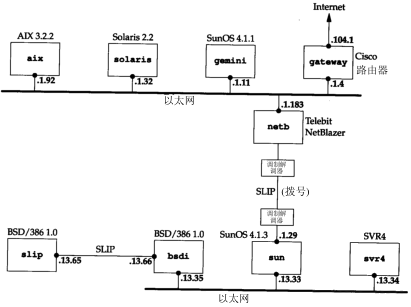 Internet
AIX 3.2.2
Solaris 2.2
SunOS 4.1.1
.104.1
aix
solaris
gemini
gateway
Cisco
路由器
.1.92
.1.32
.1.11
.1.4
以太网
.1.183
netb
Telebit
NetBlazer
调制解
调器
SLIP (拨号)
调制解
调器
BSD/386 1.0
BSD/386 1.0
SunOS 4.1.3
.1.29
SVR4
slip
SLIP
bsdi
sun
svr4
.13.65
.13.66
.13.35
.13.33
.13.34
以太网